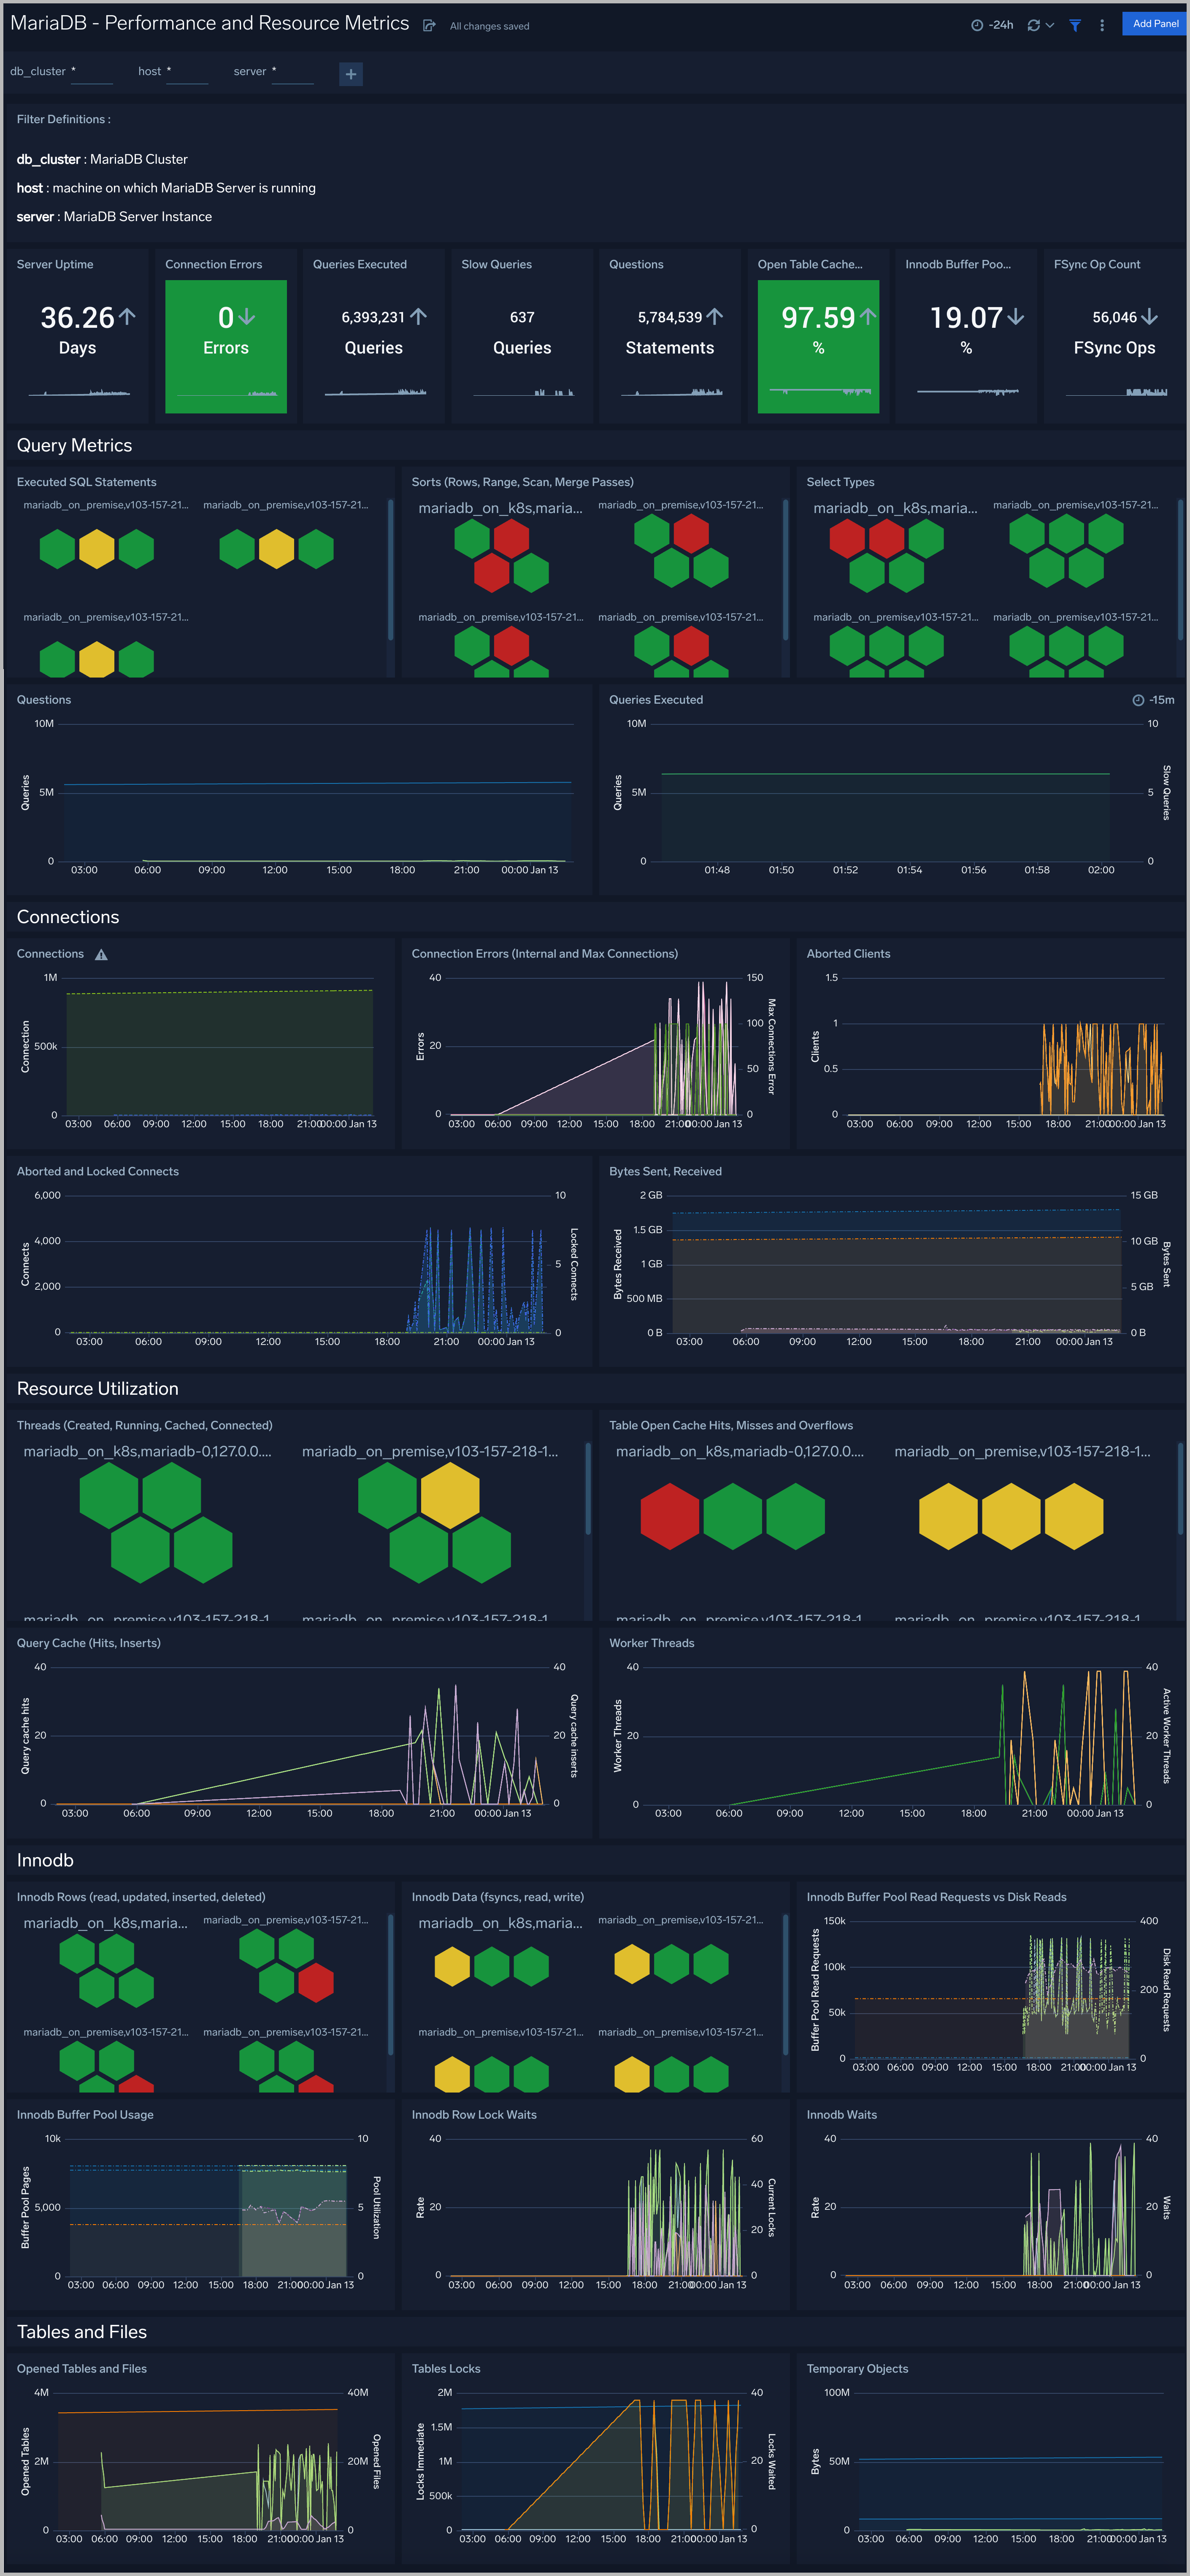 MariaDB - Performance and Resource Metrics All changes saved -24h Add Panel
db_cluster * host * server * +
Filter Definitions :
db_cluster : MariaDB Cluster
host : machine on which MariaDB Server is running
server : MariaDB Server Instance
Server Uptime Connection Errors Queries Executed Slow Queries Questions Open Table Cache... Innodb Buffer Poo... FSync Op Count
36.26 0 6,393,231 637 5,784,539 97.59 19.07 56,046
Days Errors Queries Queries Statements % % FSync Ops
Query Metrics
Executed SQL Statements
mariadb_on_premise,v103-157-21... mariadb_on_premise,v103-157-21...
mariadb_on_premise,v103-157-21...
Sorts (Rows, Range, Scan, Merge Passes)
mariadb_on_k8s,maria... mariadb_on_premise,v103-157-21...
mariadb_on_premise,v103-157-21... mariadb_on_premise,v103-157-21...
Select Types
mariadb_on_k8s,maria... mariadb_on_premise,v103-157-21...
mariadb_on_premise,v103-157-21... mariadb_on_premise,v103-157-21...
Questions
Queries
10M
5M
0
03:00 06:00 09:00 12:00 15:00 18:00 21:00 00:00 Jan 13
Queries Executed -15m
Queries
10M
5M
0
10
5
0
Slow Queries
01:48 01:50 01:52 01:54 01:56 01:58 02:00
Connections
Connections
Connection
1M
500k
0
03:00 06:00 09:00 12:00 15:00 18:00 21:00 00:00 Jan 13
Connection Errors (Internal and Max Connections)
Errors
40
20
0
150
100
50
0
Max Connections Error
03:00 06:00 09:00 12:00 15:00 18:00 21:00 00:00 Jan 13
Aborted Clients
Clients
1.5
1
0.5
0
03:00 06:00 09:00 12:00 15:00 18:00 21:00 00:00 Jan 13
Aborted and Locked Connects
Connects
6,000
4,000
2,000
0
10
5
0
Locked Connects
03:00 06:00 09:00 12:00 15:00 18:00 21:00 00:00 Jan 13
Bytes Sent, Received
Bytes Received
2 GB
1.5 GB
1 GB
500 MB
0 B
15 GB
10 GB
5 GB
0 B
Bytes Sent
03:00 06:00 09:00 12:00 15:00 18:00 21:00 00:00 Jan 13
Resource Utilization
Threads (Created, Running, Cached, Connected)
mariadb_on_k8s,mariadb-0,127.0.0.... mariadb_on_premise,v103-157-218-1...
mariadb_on_premise,v103-157-218-1 mariadb_on_premise,v103-157-218-1
Table Open Cache Hits, Misses and Overflows
mariadb_on_k8s,mariadb-0,127.0.0.... mariadb_on_premise,v103-157-218-1...
mariadb_on_premise,v103-157-218-1 mariadb_on_premise,v103-157-218-1
Query Cache (Hits, Inserts)
Query cache hits
40
20
0
40
20
0
Query cache inserts
03:00 06:00 09:00 12:00 15:00 18:00 21:00 00:00 Jan 13
Worker Threads
Worker Threads
40
20
0
40
20
0
Active Worker Threads
03:00 06:00 09:00 12:00 15:00 18:00 21:00 00:00 Jan 13
Innodb
Innodb Rows (read, updated, inserted, deleted)
mariadb_on_k8s,maria... mariadb_on_premise,v103-157-21...
mariadb_on_premise,v103-157-21... mariadb_on_premise,v103-157-21...
Innodb Data (fsyncs, read, write)
mariadb_on_k8s,maria... mariadb_on_premise,v103-157-21...
mariadb_on_premise,v103-157-21... mariadb_on_premise,v103-157-21...
Innodb Buffer Pool Read Requests vs Disk Reads
Buffer Pool Read Requests
150k
100k
50k
0
400
200
0
Disk Read Requests
03:00 06:00 09:00 12:00 15:00 18:00 21:00 00:00 Jan 13
Innodb Buffer Pool Usage
Buffer Pool Pages
10k
5,000
0
10
5
0
Pool Utilization
03:00 06:00 09:00 12:00 15:00 18:00 21:00 00:00 Jan 13
Innodb Row Lock Waits
Rate
40
20
0
60
40
20
0
Current Locks
03:00 06:00 09:00 12:00 15:00 18:00 21:00 00:00 Jan 13
Innodb Waits
Rate
40
20
0
40
20
0
Waits
03:00 06:00 09:00 12:00 15:00 18:00 21:00 00:00 Jan 13
Tables and Files
Opened Tables and Files
Opened Tables
4M
2M
0
40M
20M
0
Opened Files
03:00 06:00 09:00 12:00 15:00 18:00 21:00 00:00 Jan 13
Tables Locks
Locks Immediate
2M
1.5M
1M
500k
0
40
20
0
Locks Waited
03:00 06:00 09:00 12:00 15:00 18:00 21:00 00:00 Jan 13
Temporary Objects
Bytes
100M
50M
0
03:00 06:00 09:00 12:00 15:00 18:00 21:00 00:00 Jan 13